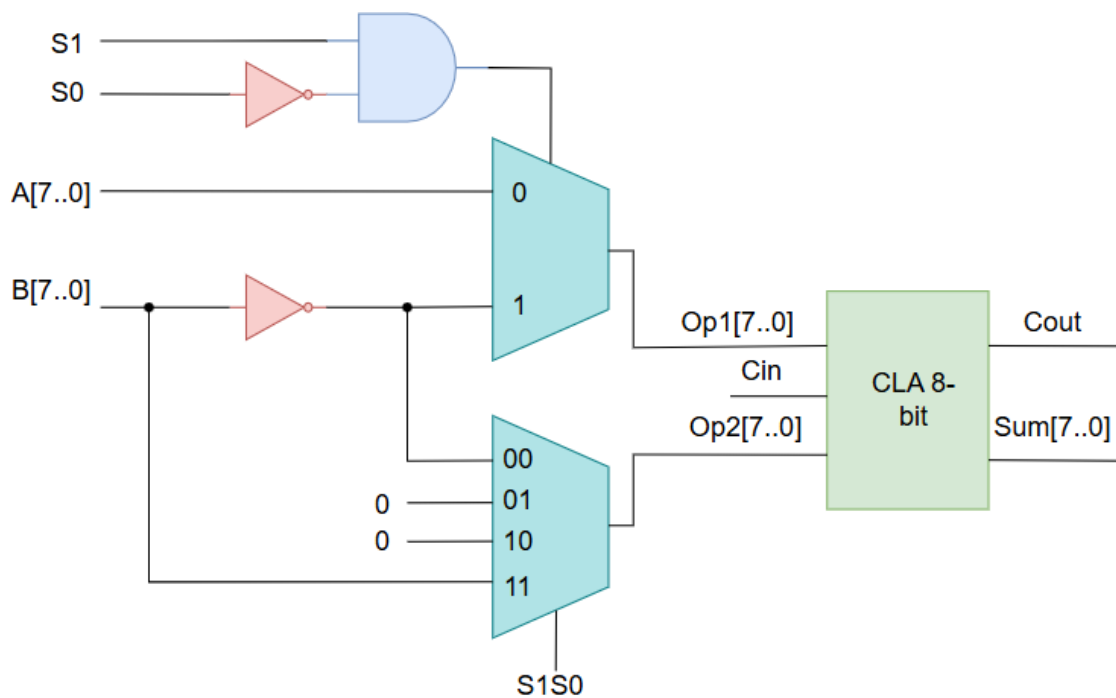 S1
S0
A[7..0]
0
B[7..0]
1
Op1[7..0]
Cout
Cin
CLA 8-
bit
Op2[7..0]
Sum[7..0]
00
0
01
0
10
11
S1S0